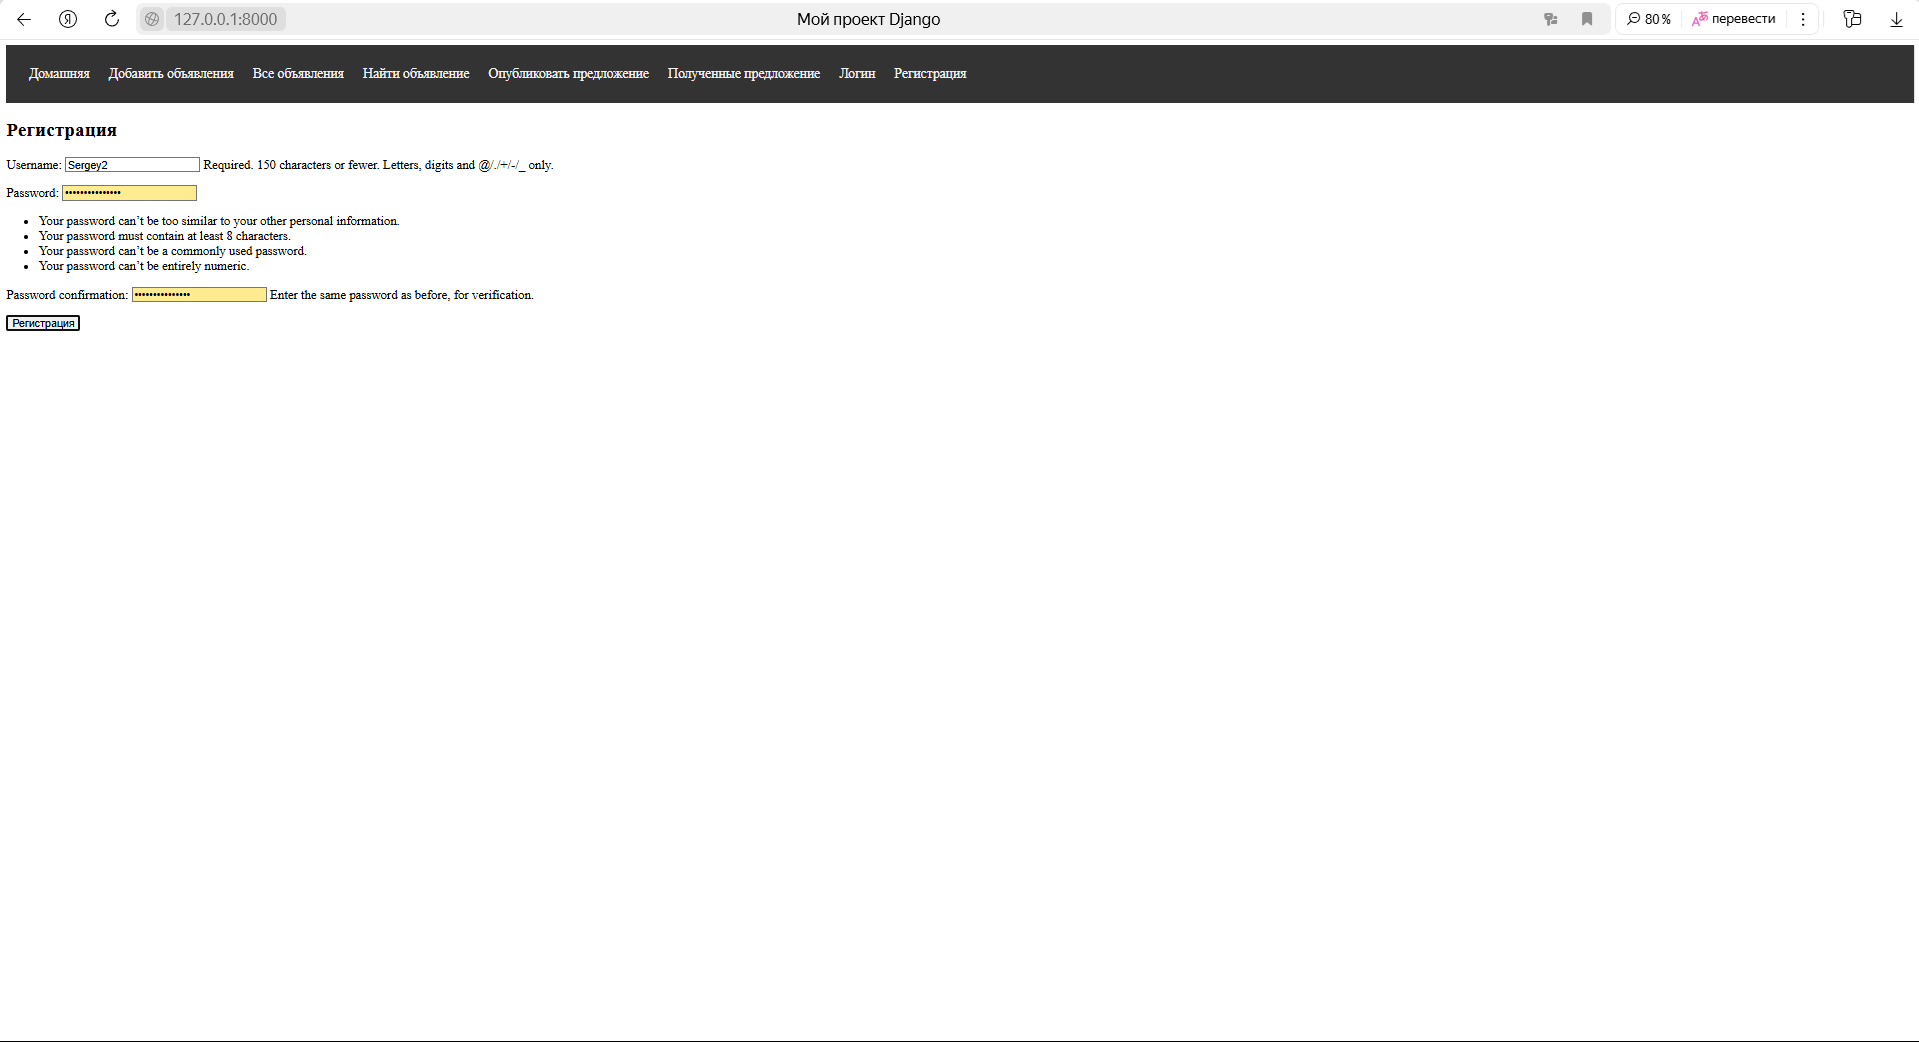 127.0.0.1:8000 Мой проект Django 80% перевести
Домашняя Добавить объявления Все объявления Найти объявление Опубликовать предложение Полученные предложение Логин Регистрация
Регистрация
Username: Sergey2 Required. 150 characters or fewer. Letters, digits and @/./+/-/_ only.
Password: •••••••••••••••
• Your password can’t be too similar to your other personal information.
• Your password must contain at least 8 characters.
• Your password can’t be a commonly used password.
• Your password can’t be entirely numeric.
Password confirmation: ••••••••••••••• Enter the same password as before, for verification.
Регистрация